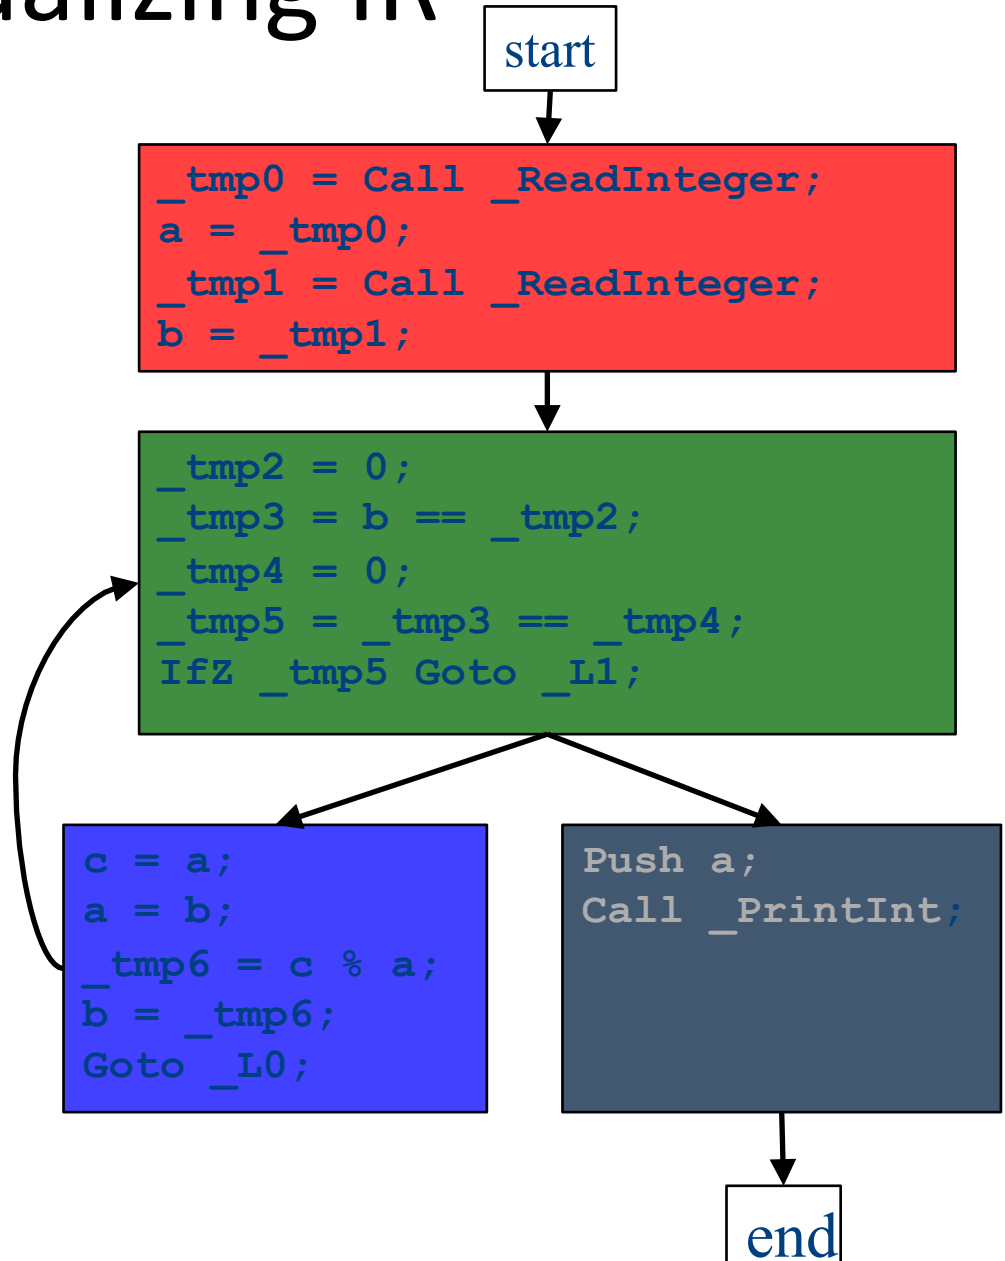 IR
start
_tmp0 = Call _ReadInteger;
a = _tmp0;
_tmp1 = Call _ReadInteger;
b = _tmp1;
_tmp2 = 0;
_tmp3 = b == _tmp2;
_tmp4 = 0;
_tmp5 = _tmp3 == _tmp4;
IfZ _tmp5 Goto _L1;
c = a;
a = b;
_tmp6 = c % a;
b = _tmp6;
Goto _L0;
Push a;
Call _PrintInt;
end